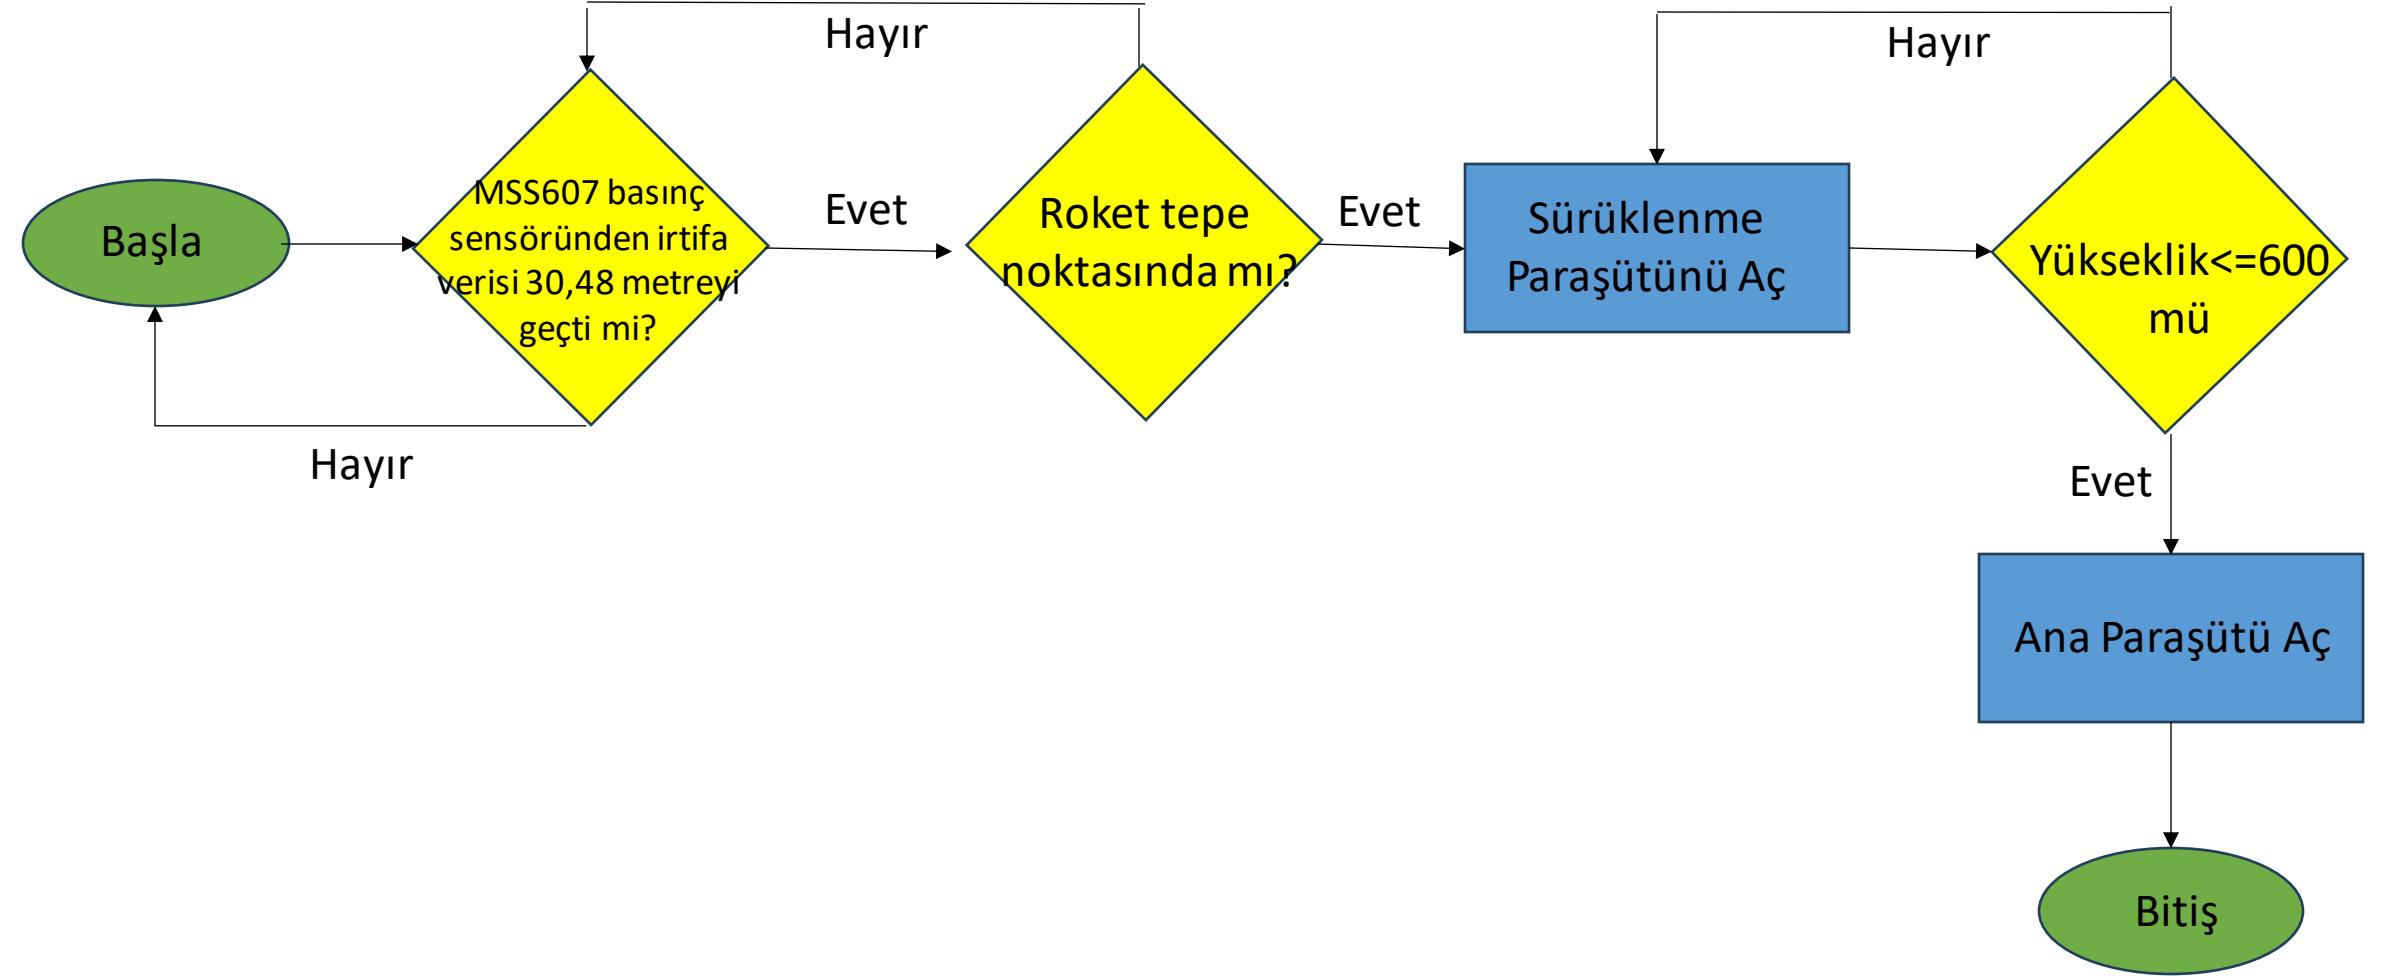 Başla
Hayır
MSS607 basınç
sensöründen irtifa
verisi 30,48 metreyi
geçti mi?
Hayır
Evet
Roket tepe
noktasında mı?
Evet
Sürüklenme
Paraşütünü Aç
Hayır
Yükseklik<=600
mü
Evet
Ana Paraşütü Aç
Bitiş